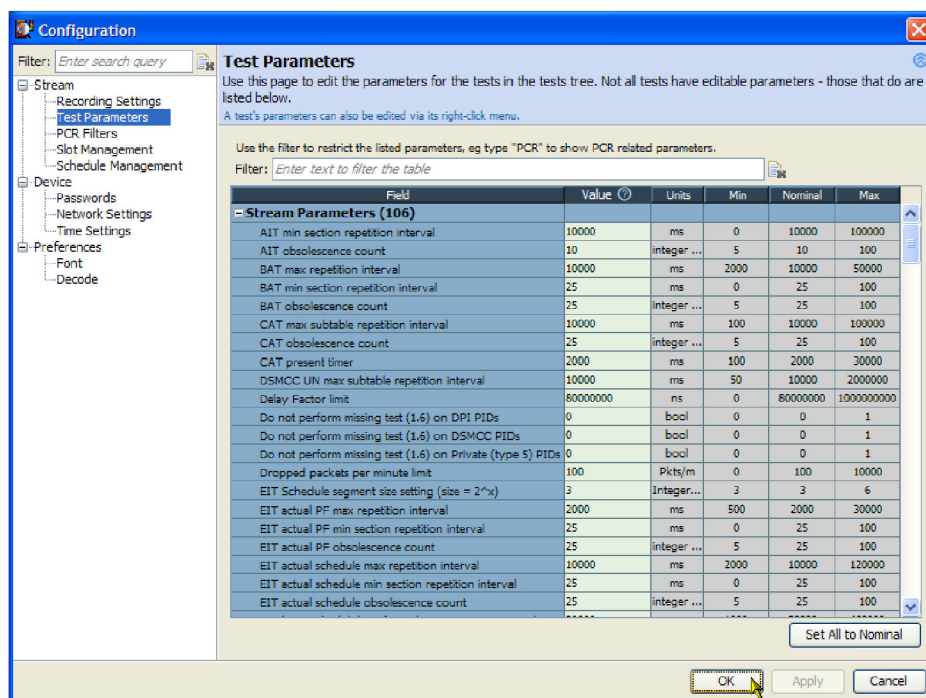 Configuration
Filter: Enter search query
Stream
Recording Settings
Test Parameters
PCR Filters
Slot Management
Schedule Management
Device
Passwords
Network Settings
Time Settings
Preferences
Font
Decode
Test Parameters
Use this page to edit the parameters for the tests in the tests tree. Not all tests have editable parameters - those that do are
listed below.
A test's parameters can also be edited via its right-click menu.
Use the filter to restrict the listed parameters, eg type "PCR" to show PCR related parameters.
Filter: Enter text to filter the table
Field Value ? Units Min Nominal Max
Stream Parameters (106)
AIT min section repetition interval 10000 ms 0 10000 100000
AIT obsolescence count 10 integer ... 5 10 100
BAT max repetition interval 10000 ms 2000 10000 50000
BAT min section repetition interval 25 ms 0 25 100
BAT obsolescence count 25 integer ... 5 25 100
CAT max subtable repetition interval 10000 ms 100 10000 100000
CAT obsolescence count 25 integer ... 5 25 100
CAT present timer 2000 ms 100 2000 30000
DSMCC UN max subtable repetition interval 10000 ms 50 10000 2000000
Delay Factor limit 80000000 ns 0 80000000 1000000000
Do not perform missing test (1.6) on DPI PIDs 0 bool 0 0 1
Do not perform missing test (1.6) on DSMCC PIDs 0 bool 0 0 1
Do not perform missing test (1.6) on Private (type 5) PIDs 0 bool 0 0 1
Dropped packets per minute limit 100 Pkts/m 0 100 10000
EIT Schedule segment size setting (size = 2^x) 3 Integer... 3 3 6
EIT actual PF max repetition interval 2000 ms 500 2000 30000
EIT actual PF min section repetition interval 25 ms 0 25 100
EIT actual PF obsolescence count 25 integer ... 5 25 100
EIT actual schedule max repetition interval 10000 ms 2000 10000 120000
EIT actual schedule min section repetition interval 25 ms 0 25 100
EIT actual schedule obsolescence count 25 integer ... 5 25 100
Set All to Nominal
OK Apply Cancel